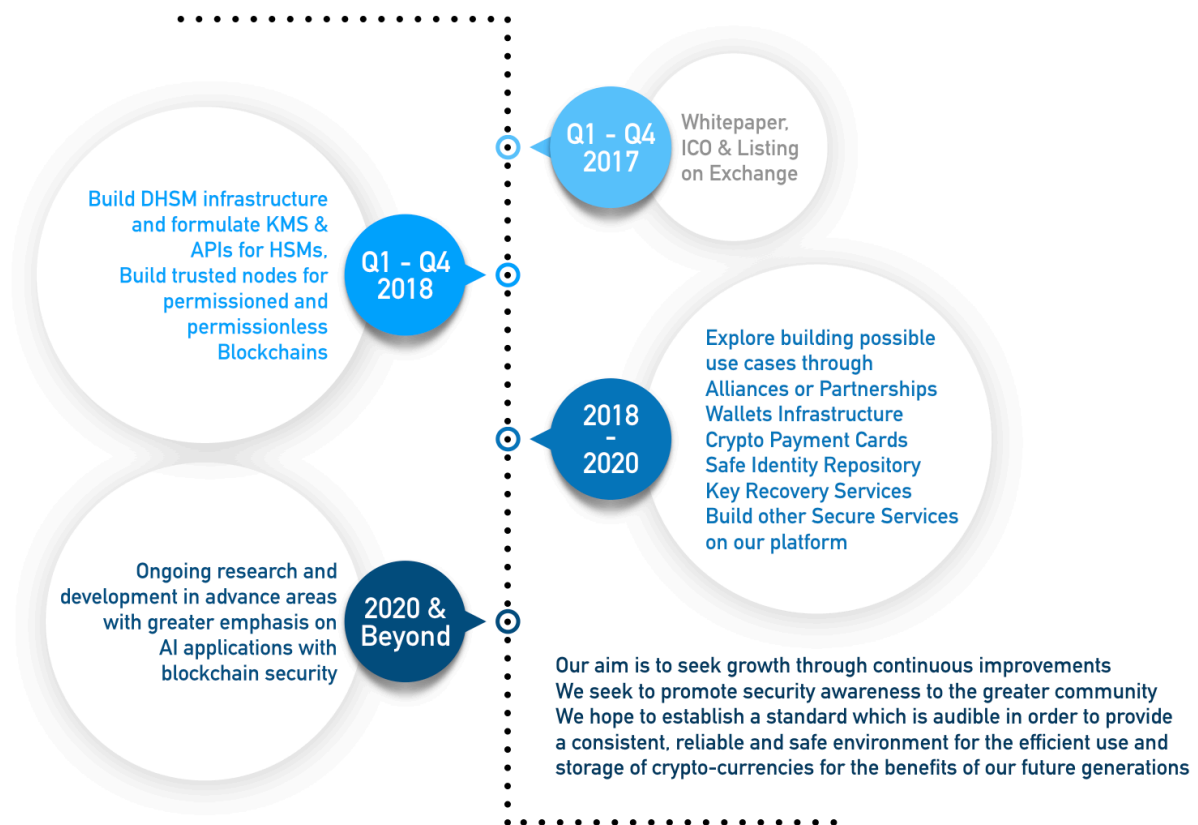 Q1 - Q4
2017
Whitepaper,
ICO & Listing
on Exchange
Build DHSM infrastructure
and formulate KMS &
APIs for HSMs,
Build trusted nodes for
permissioned and
permissionless
Blockchains
Q1 - Q4
2018
2018
-
2020
Explore building possible
use cases through
Alliances or Partnerships
Wallets Infrastructure
Crypto Payment Cards
Safe Identity Repository
Key Recovery Services
Build other Secure Services
on our platform
Ongoing research and
development in advance areas
with greater emphasis on
AI applications with
blockchain security
2020 &
Beyond
Our aim is to seek growth through continuous improvements
We seek to promote security awareness to the greater community
We hope to establish a standard which is audible in order to provide
a consistent, reliable and safe environment for the efficient use and
storage of crypto-currencies for the benefits of our future generations